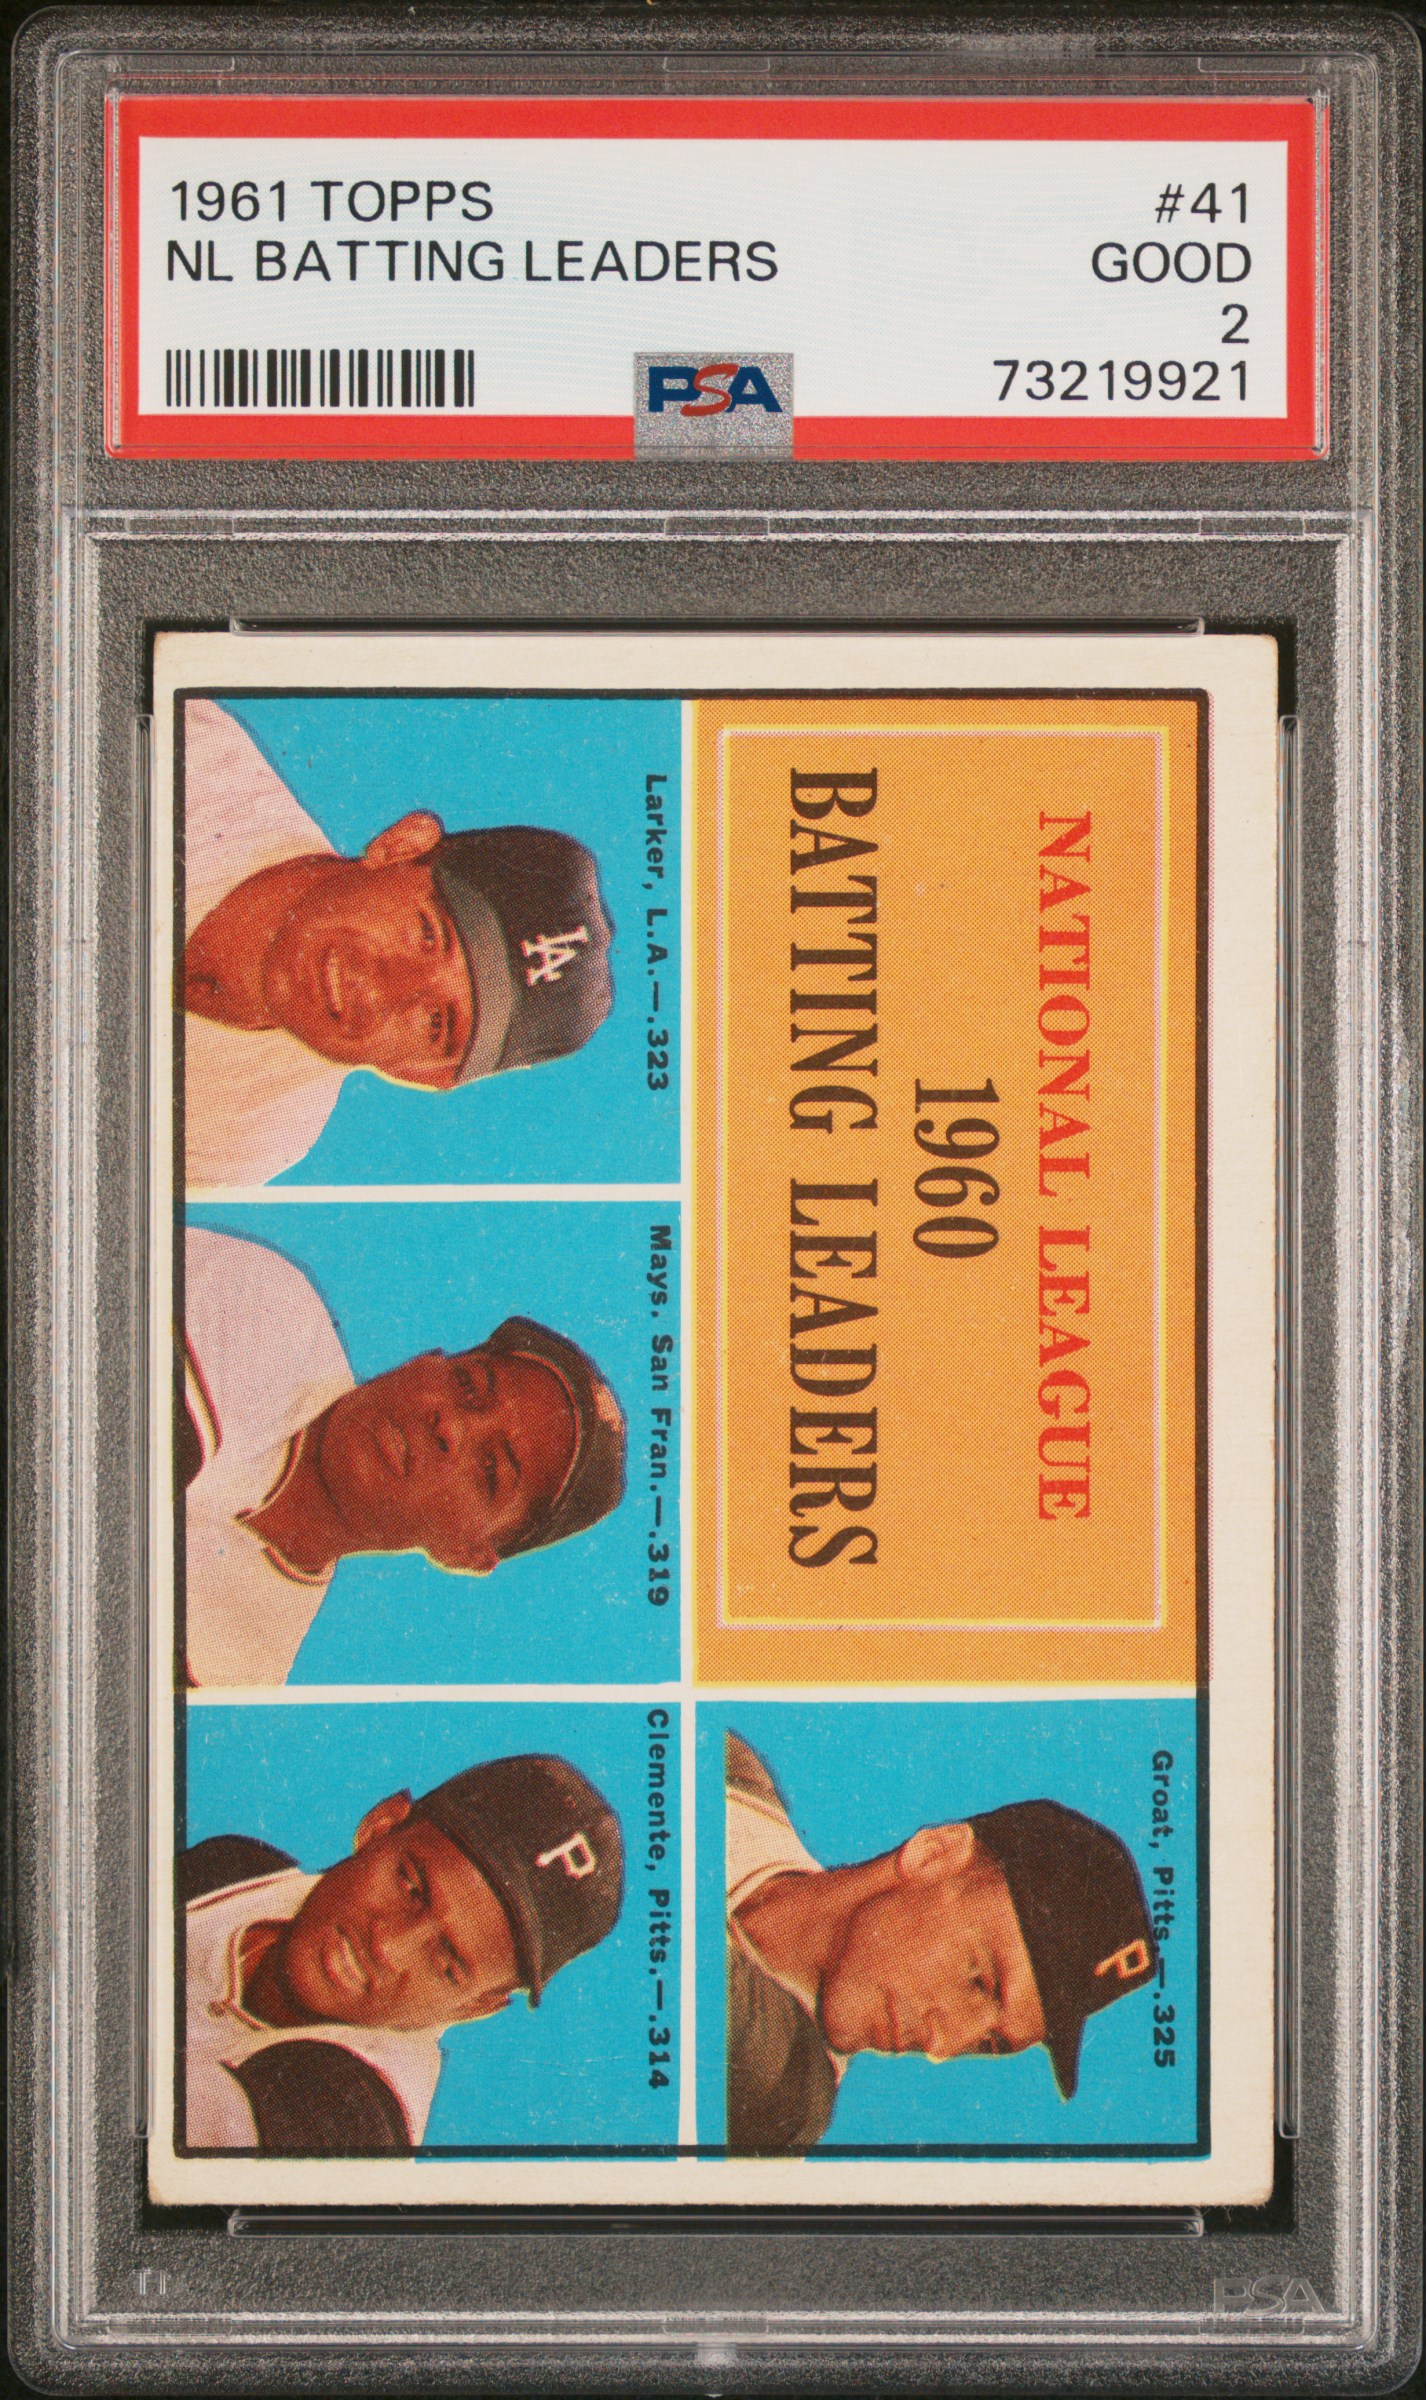 1961 TOPPS
#41
NL BATTING LEADERS
GOOD
2
PSA
73219921
NATIONAL LEAGUE
1960
BATTING LEADERS
Groat, Pitts.—.325
P
Larker, L.A.—.323
LA
Mays, San Fran.—.319
Clemente, Pitts.—.314
P
PSA